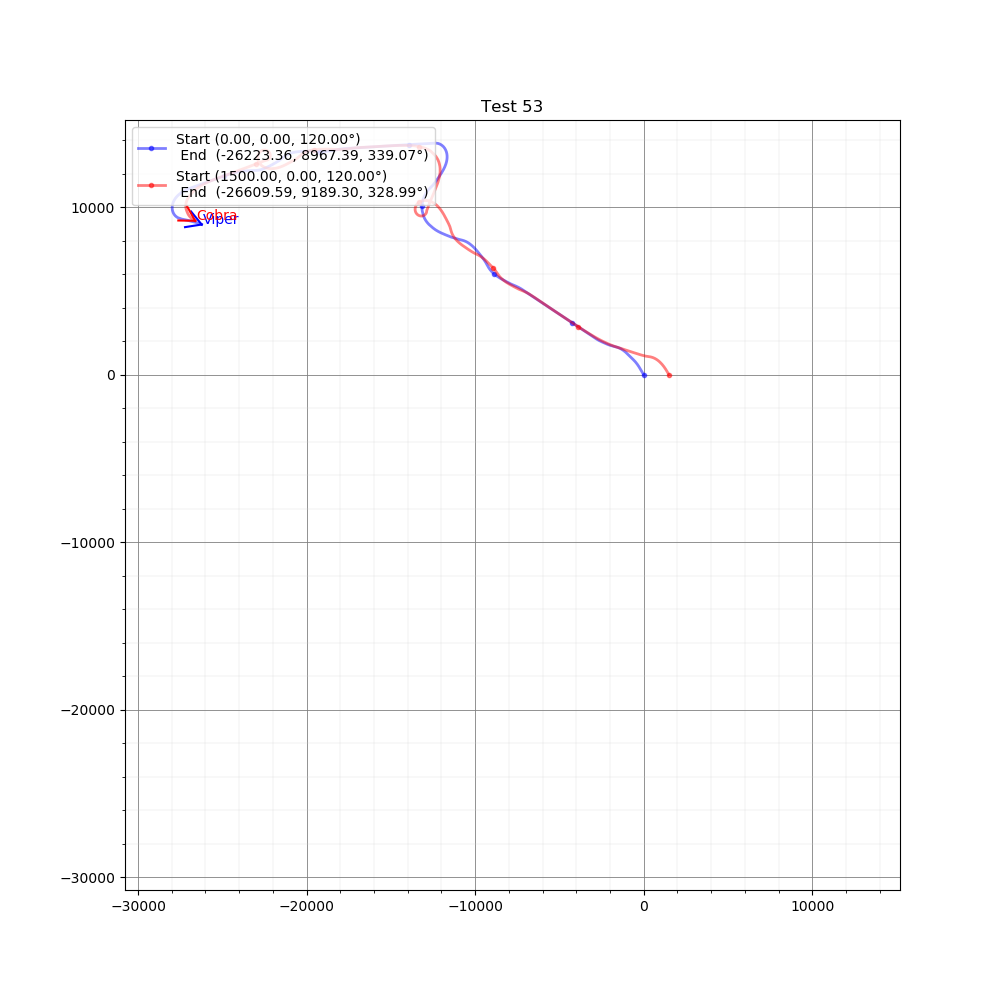 Test 53
Start (0.00, 0.00, 120.00°)
End (-26223.36, 8967.39, 339.07°)
Start (1500.00, 0.00, 120.00°)
End (-26609.59, 9189.30, 328.99°)
Cobra
Viper
10000
0
−10000
−20000
−30000
−30000 −20000 −10000 0 10000